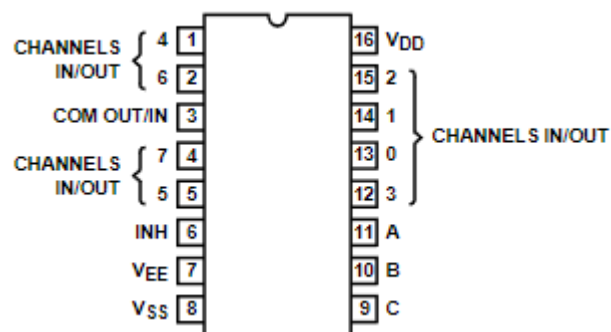 4 1 16 VDD
CHANNELS IN/OUT
6 2 15 2
COM OUT/IN 3 14 1
CHANNELS IN/OUT
7 4 13 0
CHANNELS IN/OUT
5 5 12 3
INH 6 11 A
VEE 7 10 B
VSS 8 9 C